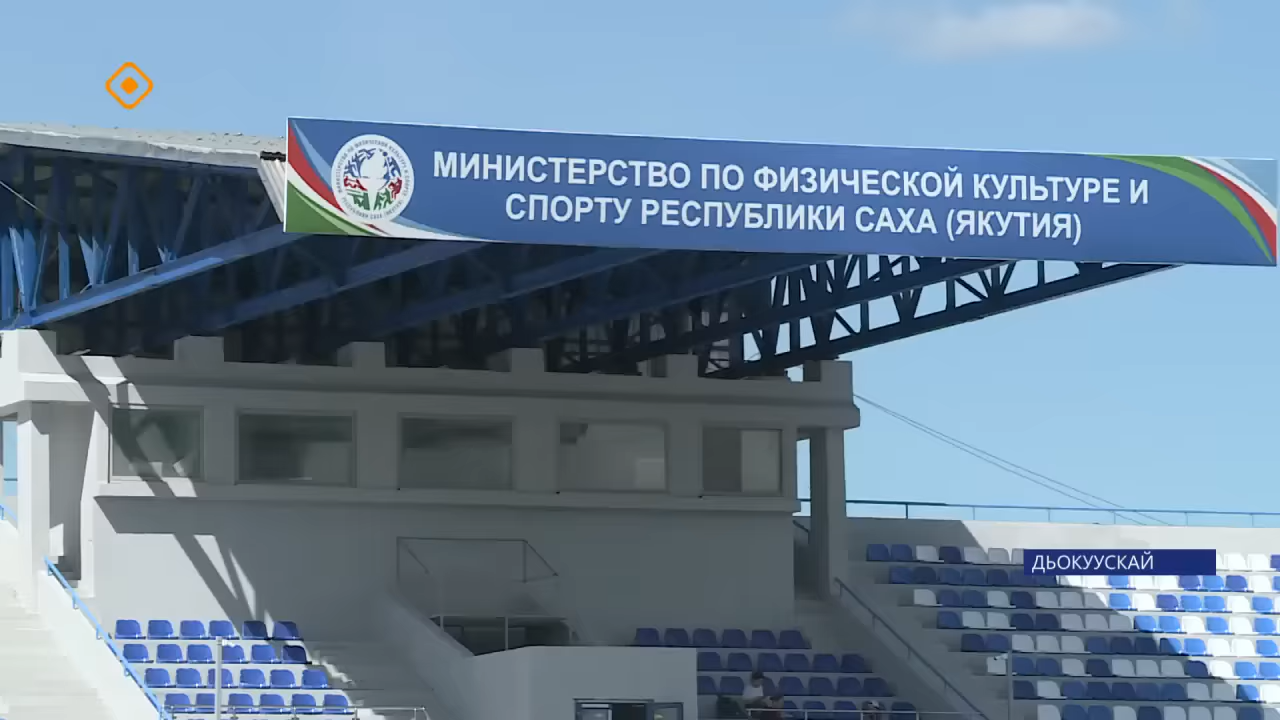 МИНИСТЕРСТВО ПО ФИЗИЧЕСКОЙ КУЛЬТУРЕ И
СПОРТУ РЕСПУБЛИКИ САХА (ЯКУТИЯ)
ДЬОКУУСКАЙ